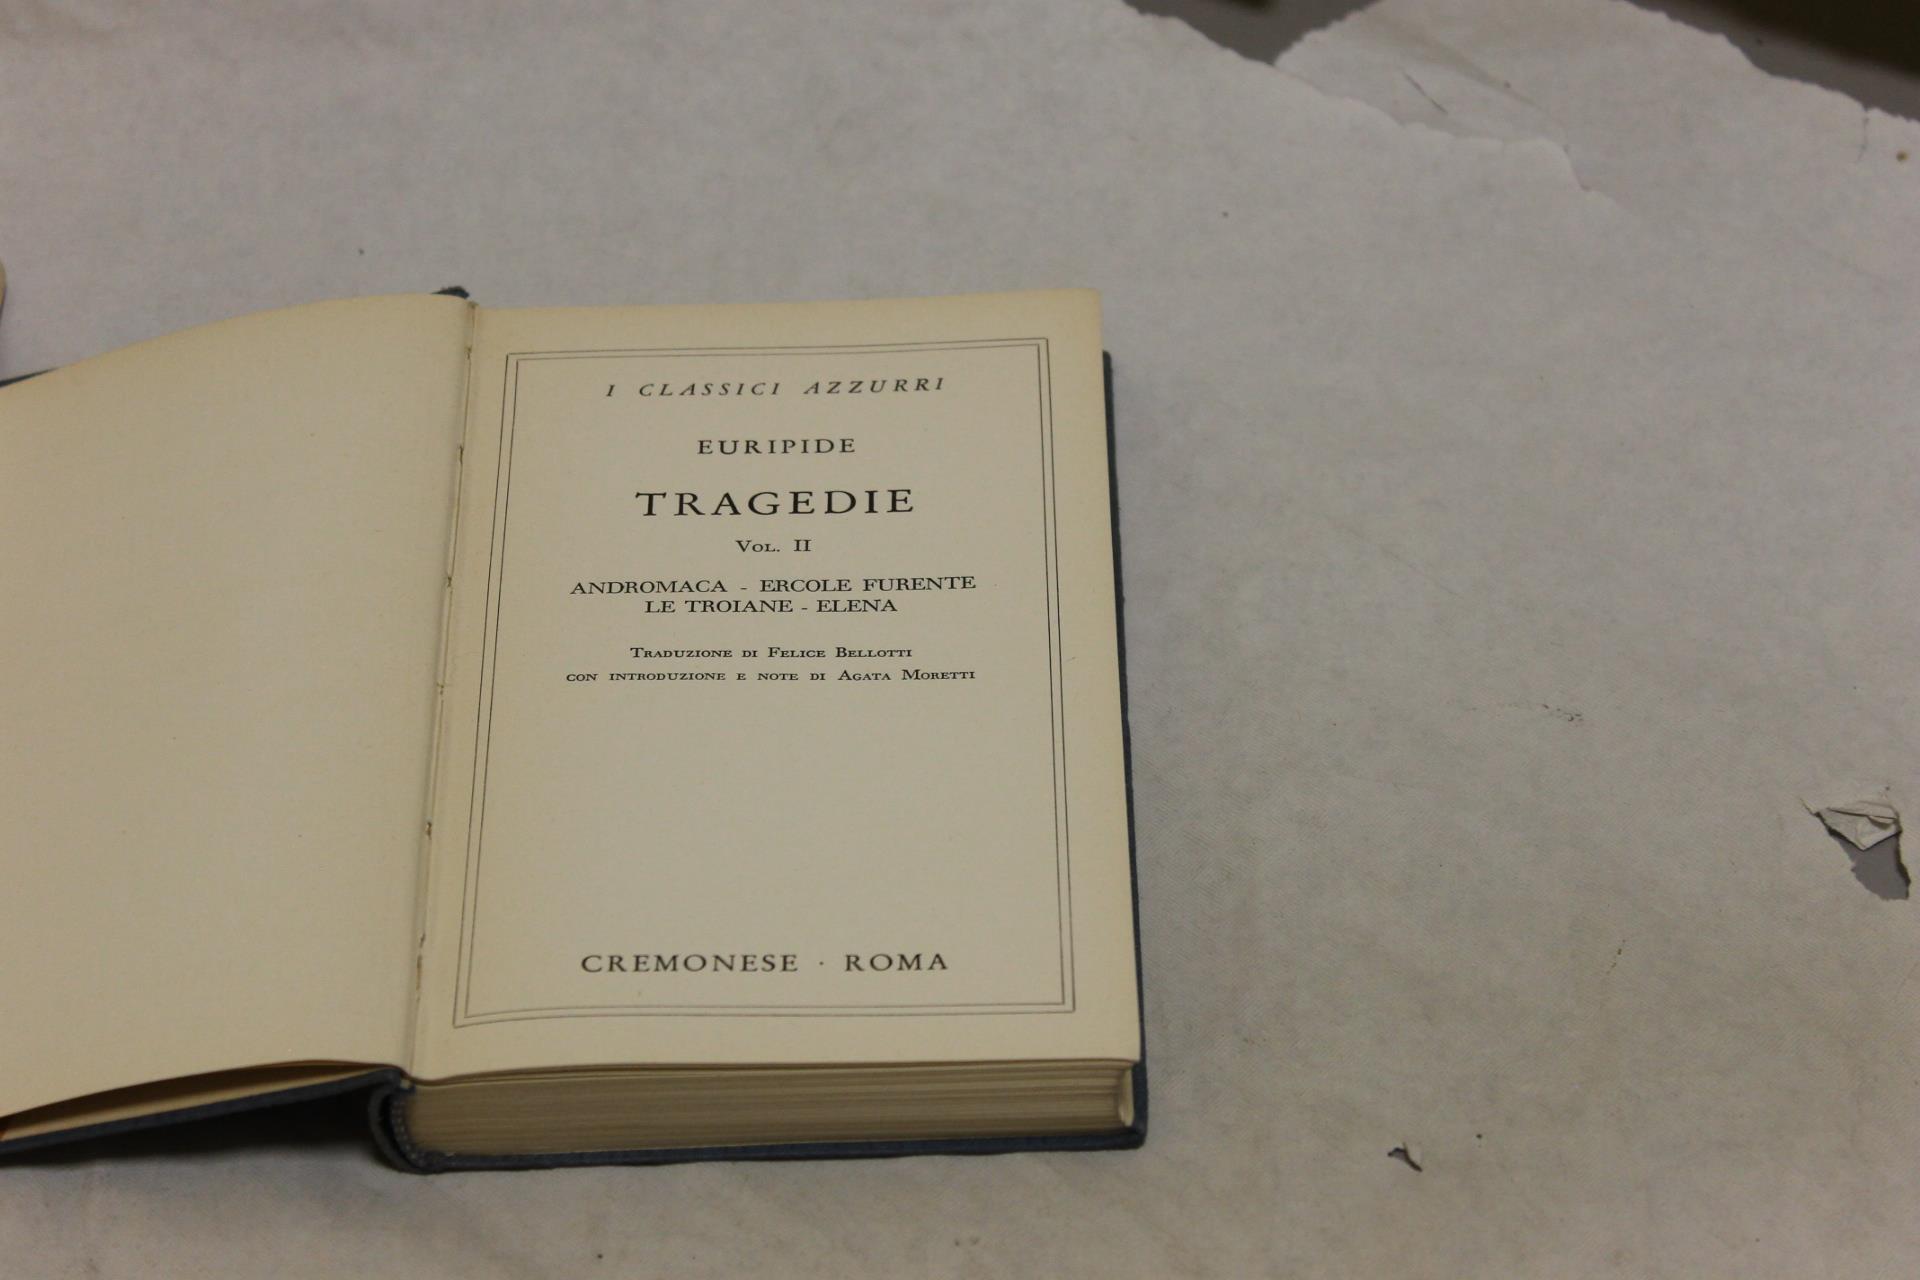 I CLASSICI AZZURRI
EURIPIDE
TRAGEDIE
VOL. II
ANDROMACA - ERCOLE FURENTE
LE TROIANE - ELENA
TRADUZIONE DI FELICE BELLOTTI
CON INTRODUZIONE E NOTE DI AGATA MORETTI
CREMONESE · ROMA